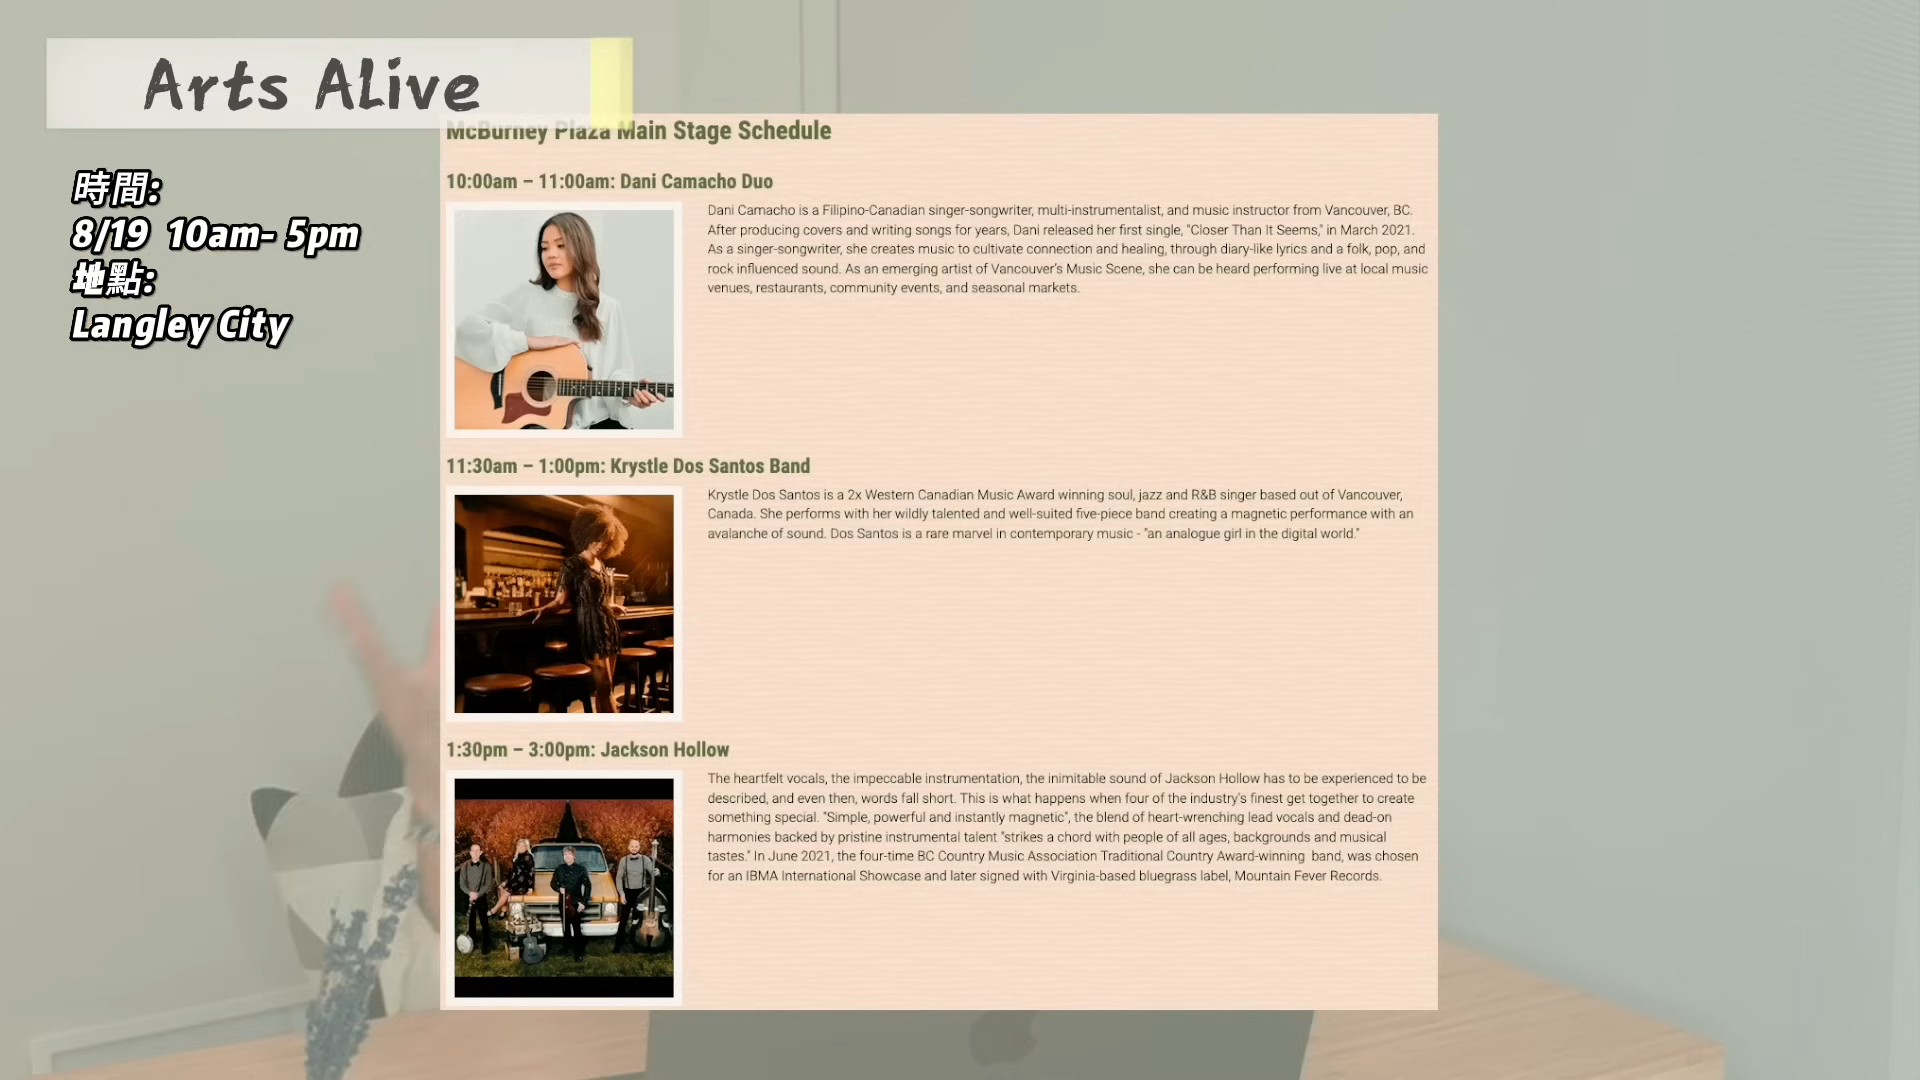 Arts ALive
時間:
8/19 10am- 5pm
地點:
Langley City
McBurney Plaza Main Stage Schedule
10:00am – 11:00am: Dani Camacho Duo
Dani Camacho is a Filipino-Canadian singer-songwriter, multi-instrumentalist, and music instructor from Vancouver, BC.
After producing covers and writing songs for years, Dani released her first single, "Closer Than It Seems," in March 2021.
As a singer-songwriter, she creates music to cultivate connection and healing, through diary-like lyrics and a folk, pop, and
rock influenced sound. As an emerging artist of Vancouver's Music Scene, she can be heard performing live at local music
venues, restaurants, community events, and seasonal markets.
11:30am – 1:00pm: Krystle Dos Santos Band
Krystle Dos Santos is a 2x Western Canadian Music Award winning soul, jazz and R&B singer based out of Vancouver,
Canada. She performs with her wildly talented and well-suited five-piece band creating a magnetic performance with an
avalanche of sound. Dos Santos is a rare marvel in contemporary music - "an analogue girl in the digital world."
1:30pm – 3:00pm: Jackson Hollow
The heartfelt vocals, the impeccable instrumentation, the inimitable sound of Jackson Hollow has to be experienced to be
described, and even then, words fall short. This is what happens when four of the industry's finest get together to create
something special. "Simple, powerful and instantly magnetic", the blend of heart-wrenching lead vocals and dead-on
harmonies backed by pristine instrumental talent "strikes a chord with people of all ages, backgrounds and musical
tastes." In June 2021, the four-time BC Country Music Association Traditional Country Award-winning band, was chosen
for an IBMA International Showcase and later signed with Virginia-based bluegrass label, Mountain Fever Records.